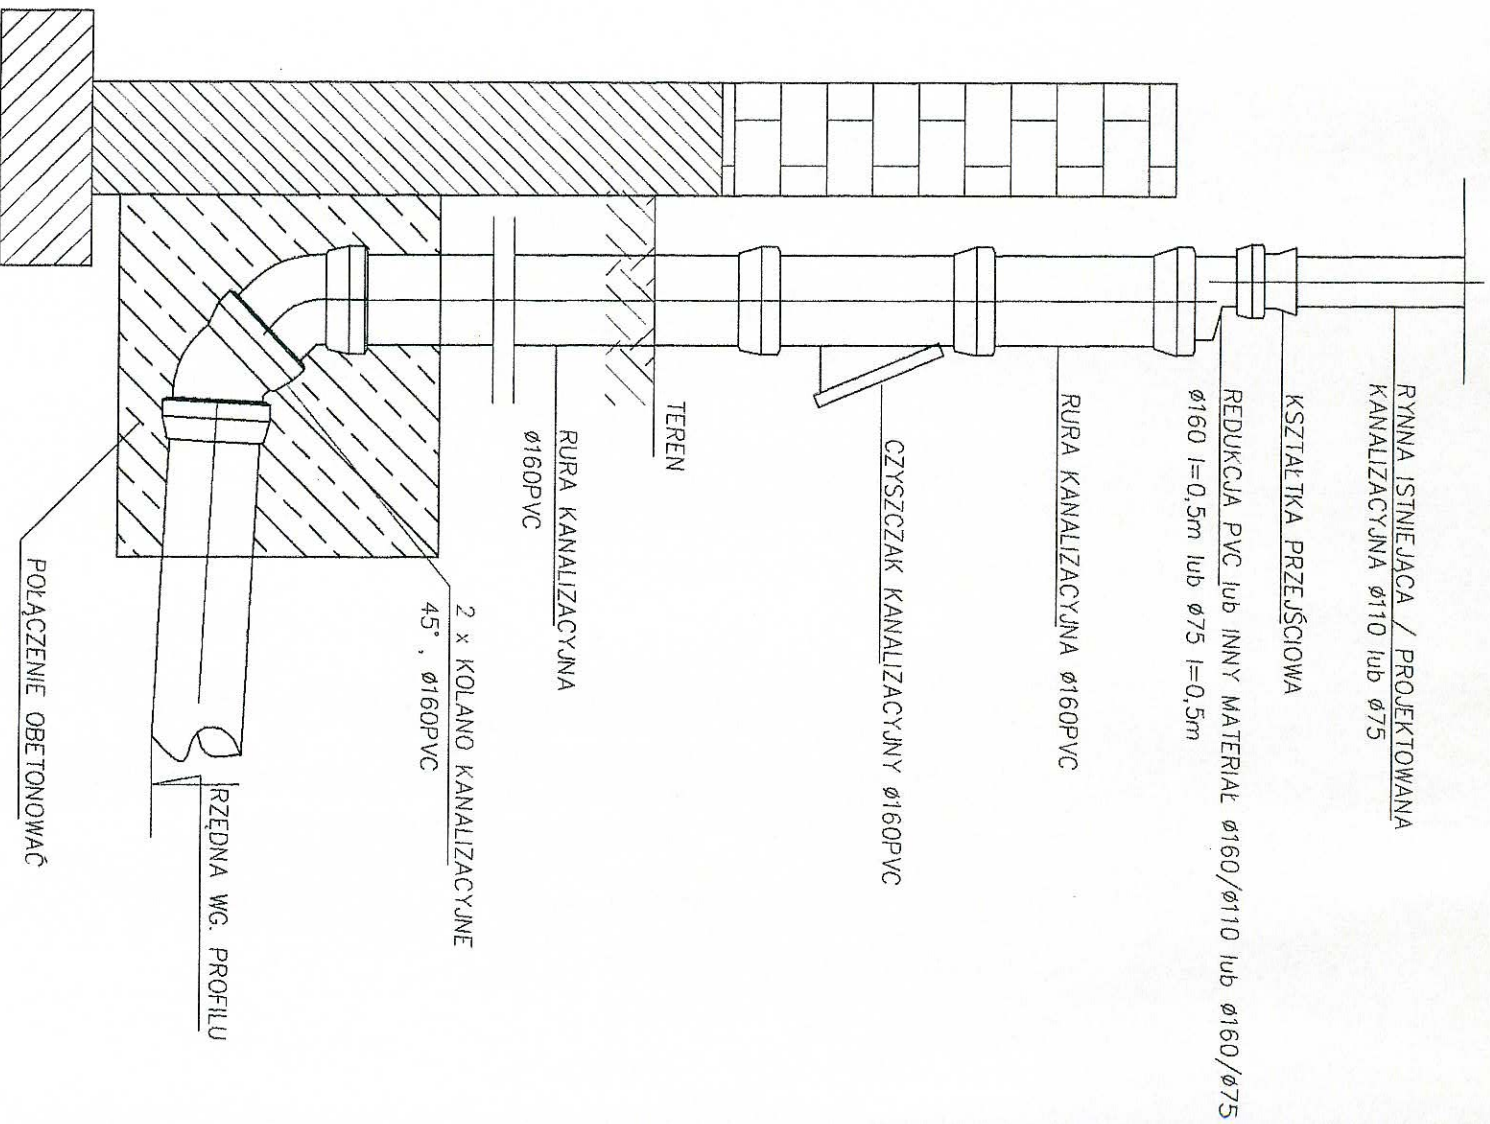 RYNNA ISTNIEJĄCA / PROJEKTOWANA
KANALIZACYJNA ø110 lub ø75
KSZTAŁTKA PRZEJŚCIOWA
REDUKCJA PVC lub INNY MATERIAŁ ø160/ø110 lub ø160/ø75
ø160 l=0,5m lub ø75 l=0,5m
RURA KANALIZACYJNA ø160PVC
CZYSZCZAK KANALIZACYJNY ø160PVC
TEREN
RURA KANALIZACYJNA
ø160PVC
2 x KOLANO KANALIZACYJNE
45°, ø160PVC
RZĘDNA WG. PROFILU
POŁĄCZENIE OBETONOWAĆ